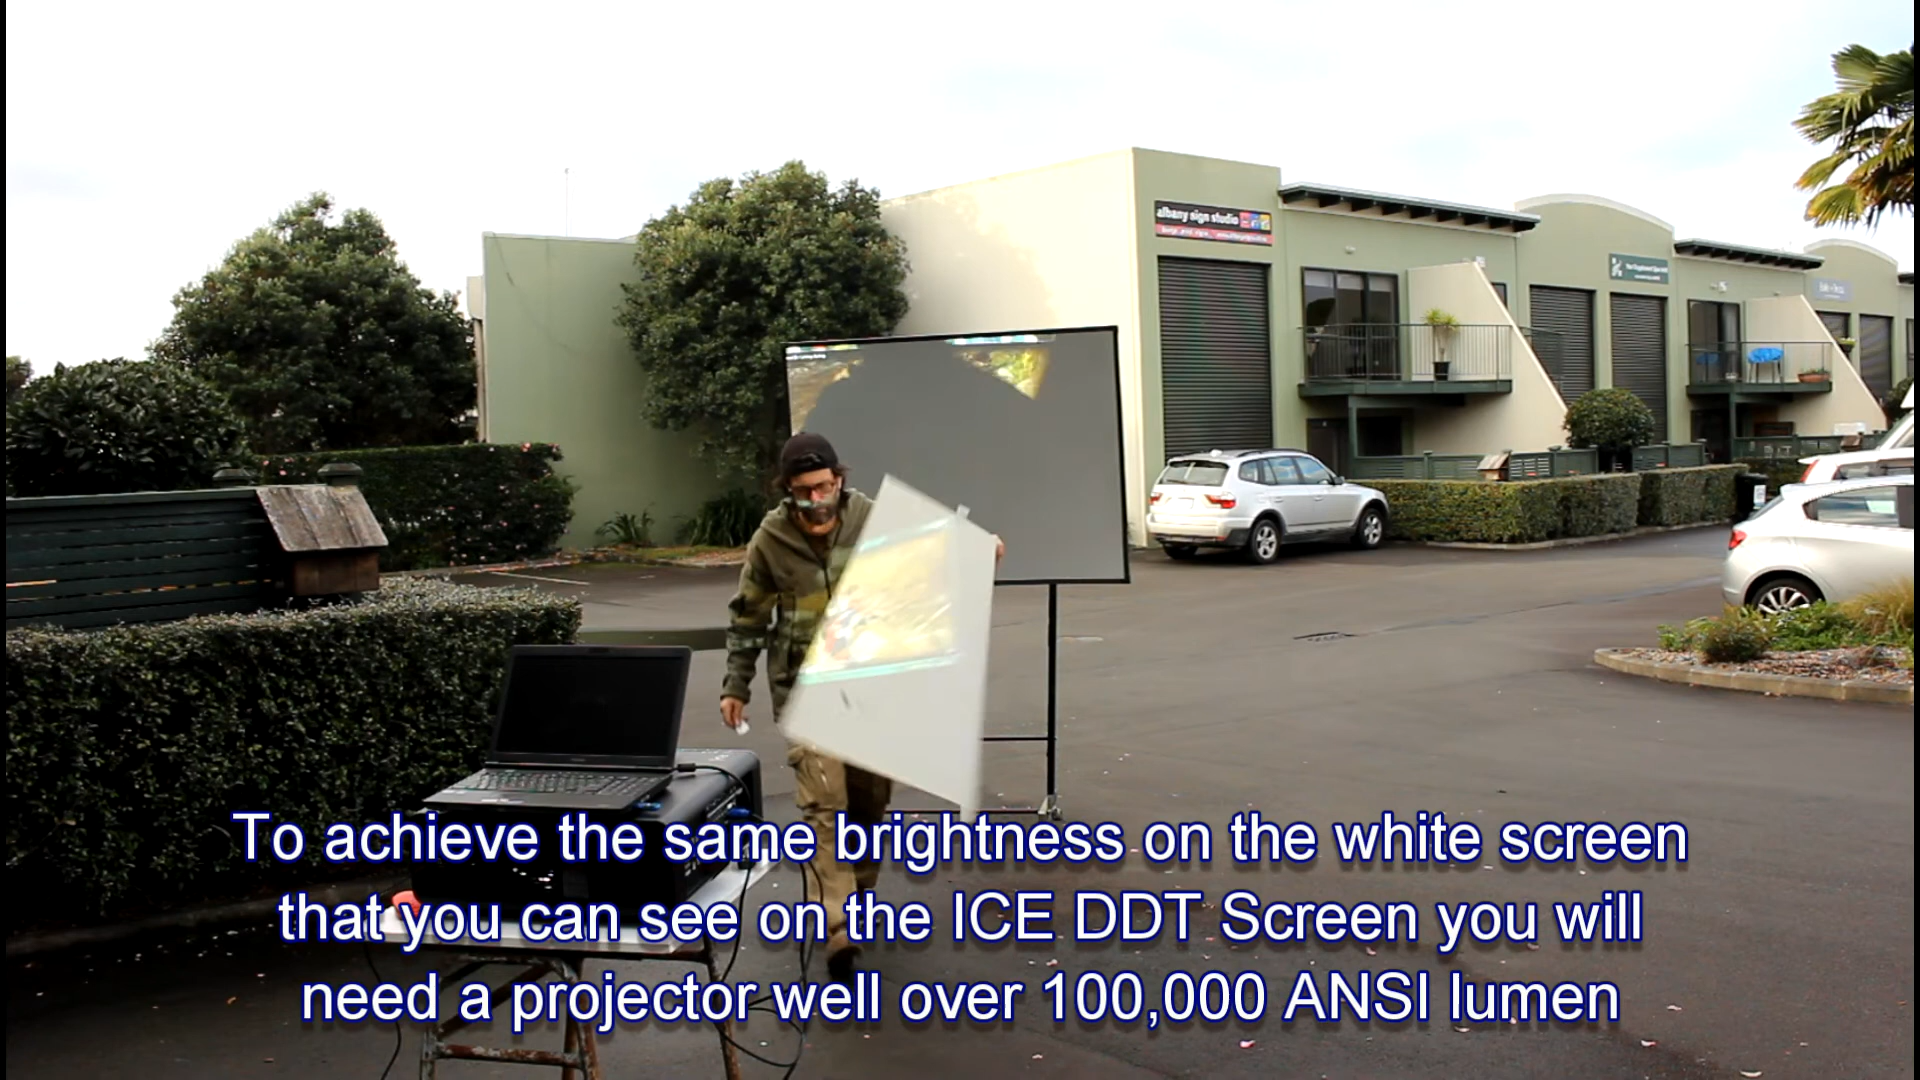 albany sign studio
To achieve the same brightness on the white screen
that you can see on the ICE DDT Screen you will
need a projector well over 100,000 ANSI lumen